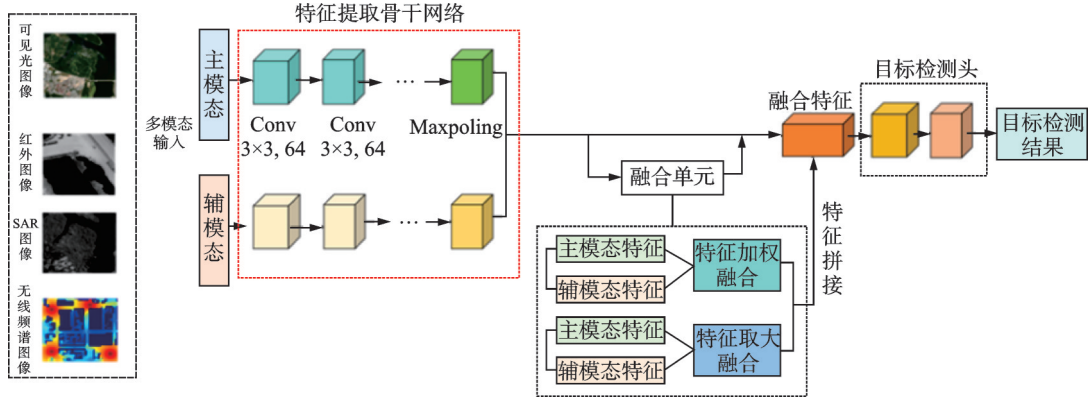 可见光图像
红外图像
SAR图像
无线频谱图像
多模态
输入
主模态
辅模态
特征提取骨干网络
Conv
3×3, 64
Conv
3×3, 64
...
Maxpoling
...
融合单元
主模态特征
辅模态特征
特征加权
融合
主模态特征
辅模态特征
特征取大
融合
特征拼接
融合特征
目标检测头
目标检测
结果